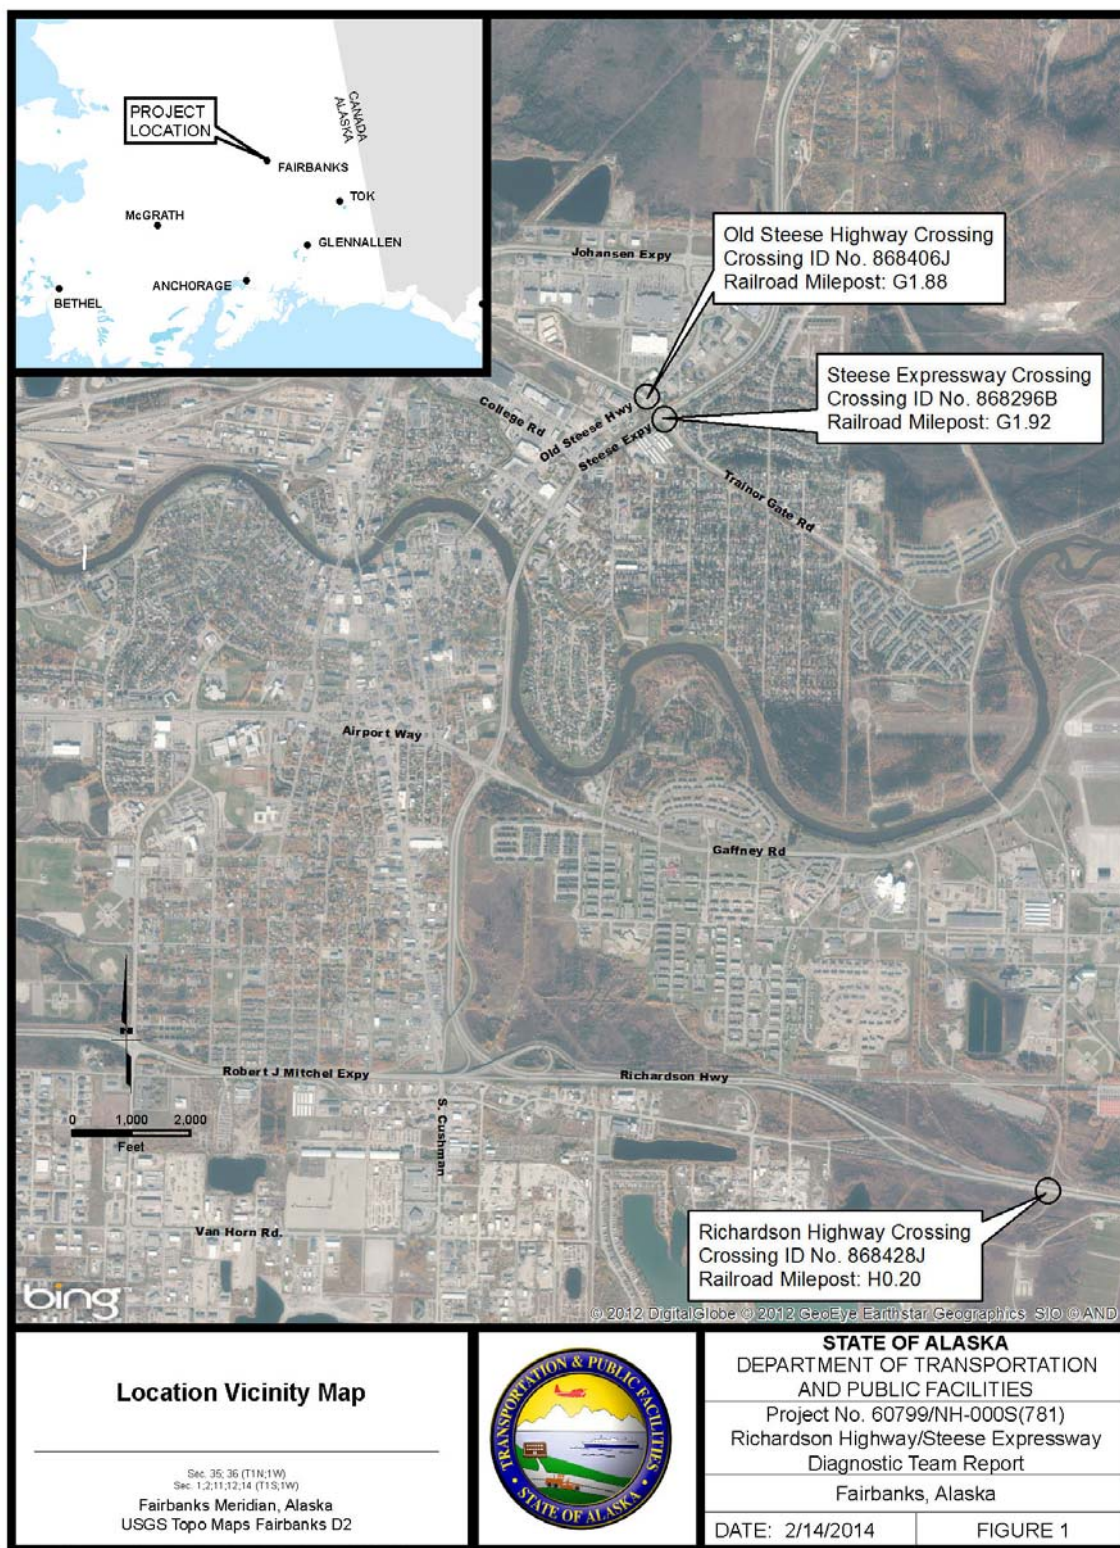 PROJECT
LOCATION
CANADA
ALASKA
FAIRBANKS
TOK
McGRATH
GLENNALLEN
ANCHORAGE
BETHEL
Old Steese Highway Crossing
Crossing ID No. 868406J
Railroad Milepost: G1.88
Johansen Expy
Steese Expressway Crossing
Crossing ID No. 868296B
Railroad Milepost: G1.92
College Rd
Old Steese Hwy
Steese Expy
Trainor Gate Rd
Airport Way
Gaffney Rd
N
Robert J Mitchel Expy
Richardson Hwy
0 1,000 2,000
Feet
S. Cushman
Van Horn Rd.
Richardson Highway Crossing
Crossing ID No. 868428J
Railroad Milepost: H0.20
bing
© 2012 DigitalGlobe © 2012 GeoEye Earthstar Geographics SIO © AND
Location Vicinity Map
Sec. 35; 36 (T1N;1W)
Sec. 1;2;11;12;14 (T1S;1W)
Fairbanks Meridian, Alaska
USGS Topo Maps Fairbanks D2
TRANSPORTATION & PUBLIC FACILITIES
STATE OF ALASKA
STATE OF ALASKA
DEPARTMENT OF TRANSPORTATION
AND PUBLIC FACILITIES
Project No. 60799/NH-000S(781)
Richardson Highway/Steese Expressway
Diagnostic Team Report
Fairbanks, Alaska
DATE: 2/14/2014
FIGURE 1